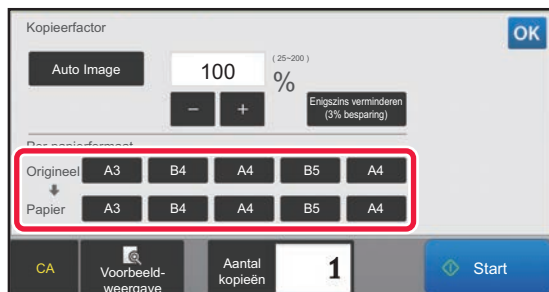 Kopieerfactor
OK
Auto Image
100
(25~200)
%
−
+
Enigszins verminderen
(3% besparing)
Per papierformaat
Origineel
A3
B4
A4
B5
A4
Papier
A3
B4
A4
B5
A4
CA
Voorbeeld-
weergave
Aantal
kopieën
1
Start